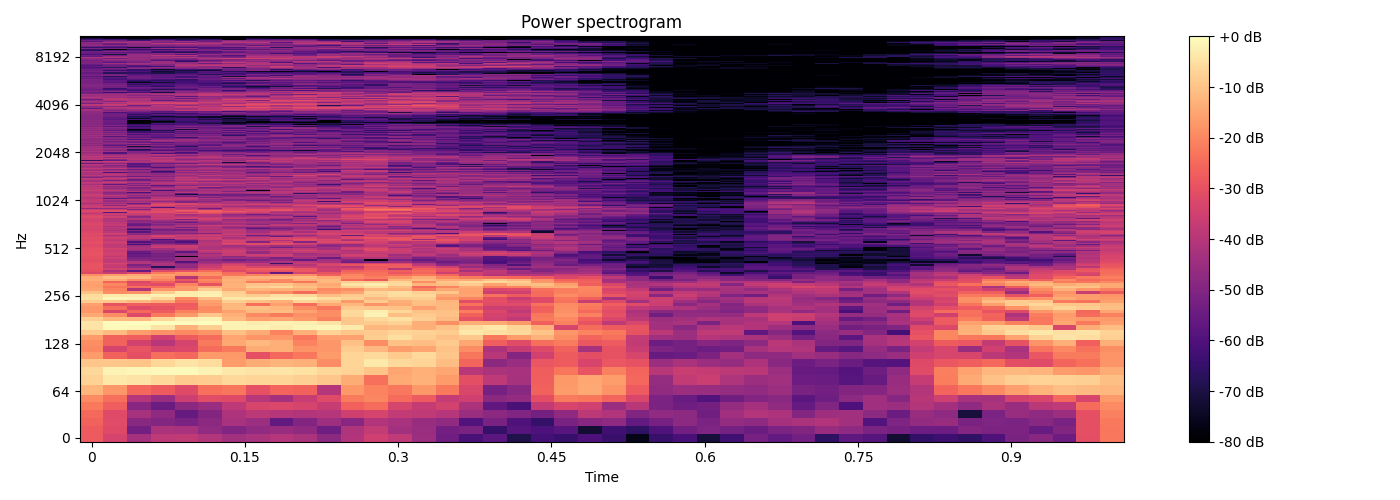 Power spectrogram
Hz
8192
4096
2048
1024
512
256
128
64
0
0 0.15 0.3 0.45 0.6 0.75 0.9
Time
+0 dB
-10 dB
-20 dB
-30 dB
-40 dB
-50 dB
-60 dB
-70 dB
-80 dB